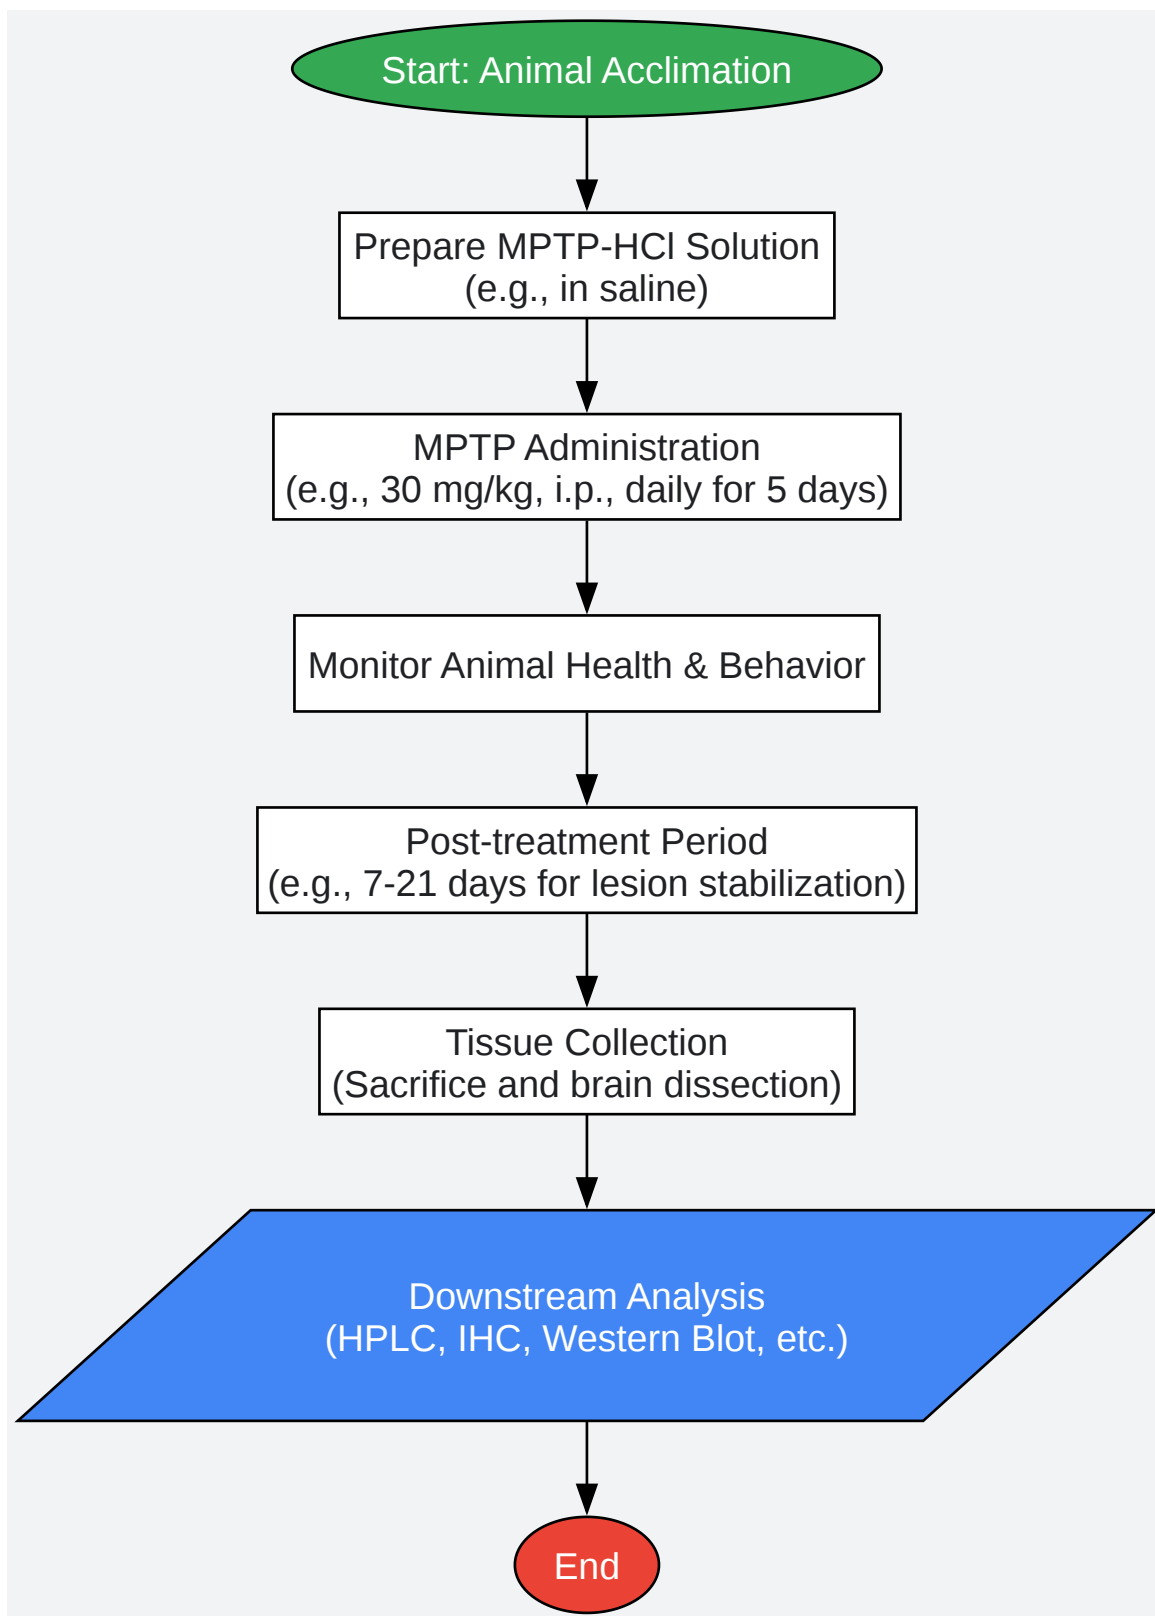 Start: Animal Acclimation
Prepare MPTP-HCl Solution
(e.g., in saline)
MPTP Administration
(e.g., 30 mg/kg, i.p., daily for 5 days)
Monitor Animal Health & Behavior
Post-treatment Period
(e.g., 7-21 days for lesion stabilization)
Tissue Collection
(Sacrifice and brain dissection)
Downstream Analysis
(HPLC, IHC, Western Blot, etc.)
End